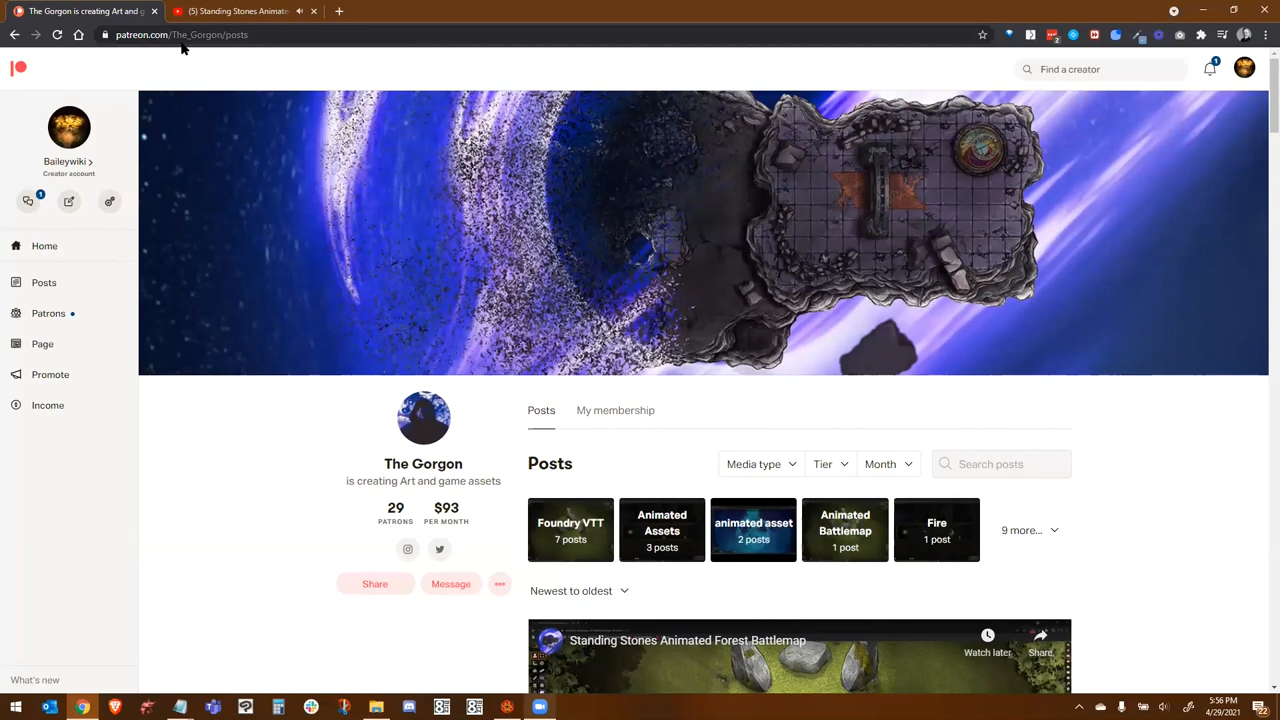 The Gorgon is creating Art and g
(5) Standing Stones Animate
patreon.com/The_Gorgon/posts
2
Find a creator
1
Baileywiki
Creator account
1
Home
Posts
Patrons
Page
Promote
Income
What's new
The Gorgon
is creating Art and game assets
29
PATRONS
$93
PER MONTH
Share
Message
Posts
My membership
Posts
Media type
Tier
Month
Search posts
Foundry VTT
7 posts
Animated
Assets
3 posts
animated asset
2 posts
Animated
Battlemap
1 post
Fire
1 post
9 more...
Newest to oldest
Standing Stones Animated Forest Battlemap
Watch later
Share
5:56 PM
4/29/2021
22